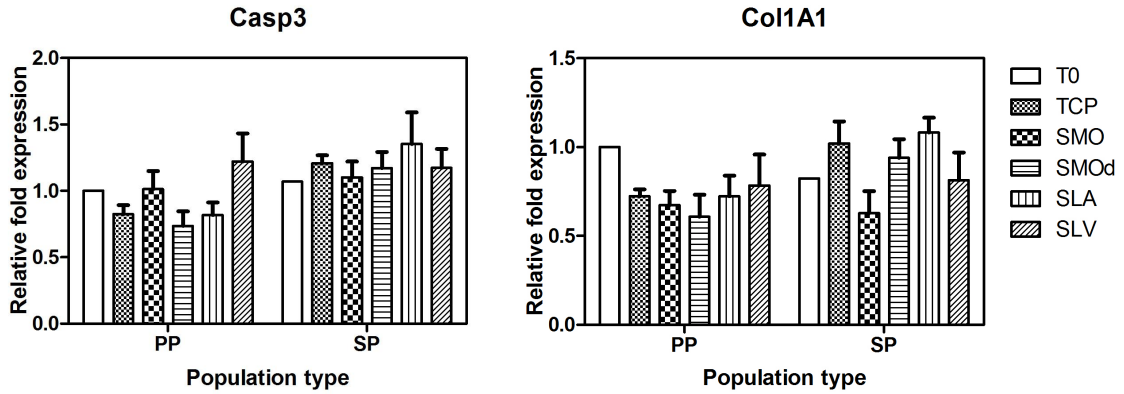 Casp3
Relative fold expression
2.0
1.5
1.0
0.5
0.0
PP
SP
Population type
Col1A1
Relative fold expression
1.5
1.0
0.5
0.0
PP
SP
Population type
T0
TCP
SMO
SMOd
SLA
SLV